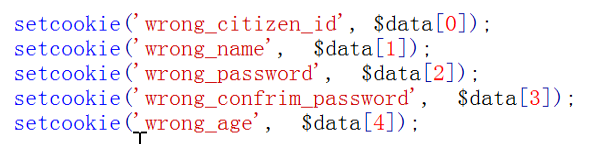 setcookie('wrong_citizen_id', $data[0]);
setcookie('wrong_name',  $data[1]);
setcookie('wrong_password', $data[2]);
setcookie('wrong_confrim_password',  $data[3]);
setcookie('wrong_age',  $data[4]);